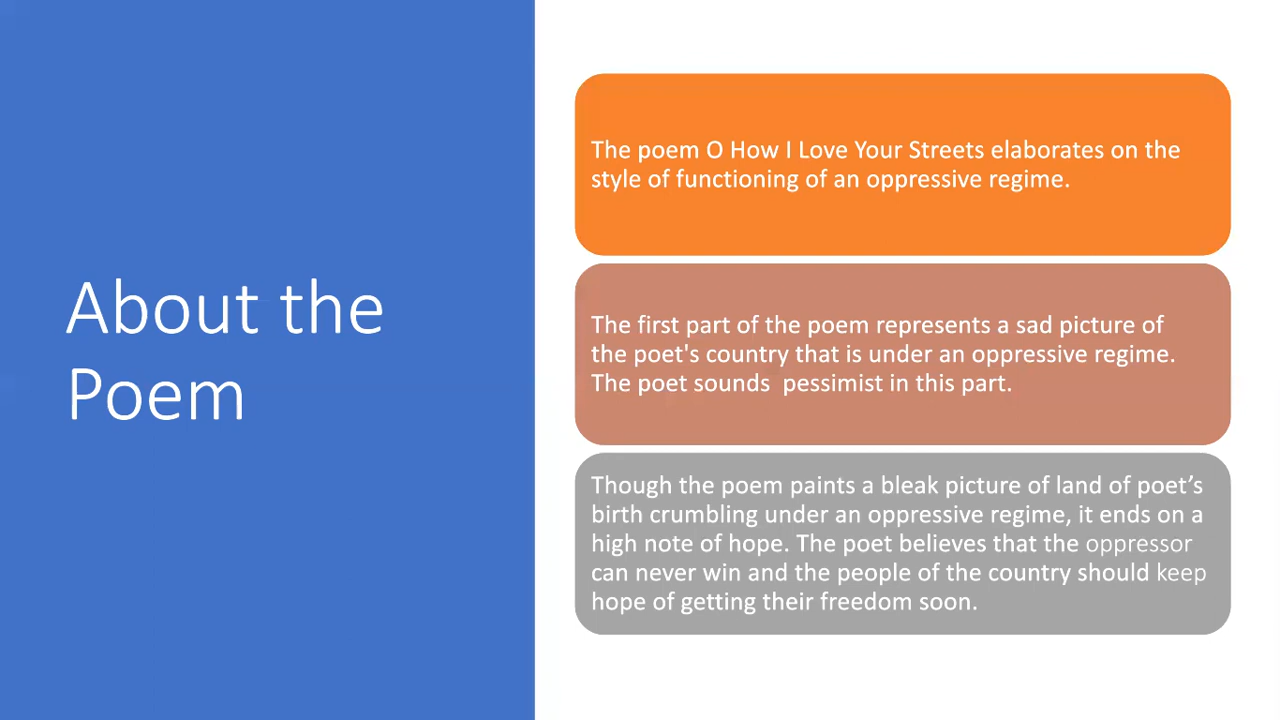 About the
Poem
The poem O How I Love Your Streets elaborates on the
style of functioning of an oppressive regime.
The first part of the poem represents a sad picture of
the poet's country that is under an oppressive regime.
The poet sounds  pessimist in this part.
Though the poem paints a bleak picture of land of poet’s
birth crumbling under an oppressive regime, it ends on a
high note of hope. The poet believes that the oppressor
can never win and the people of the country should keep
hope of getting their freedom soon.